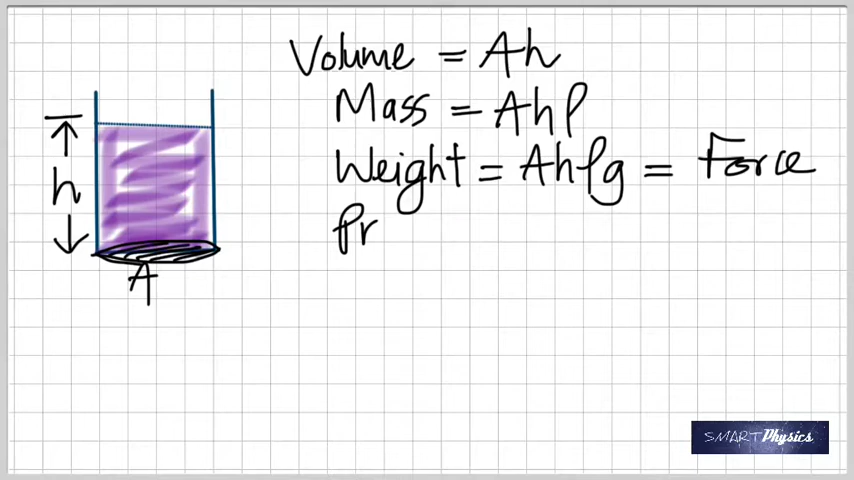 Volume = Ah
Mass = Ahρ
Weight = Ahρg = Force
Pr
h
A
SMARTPhysics